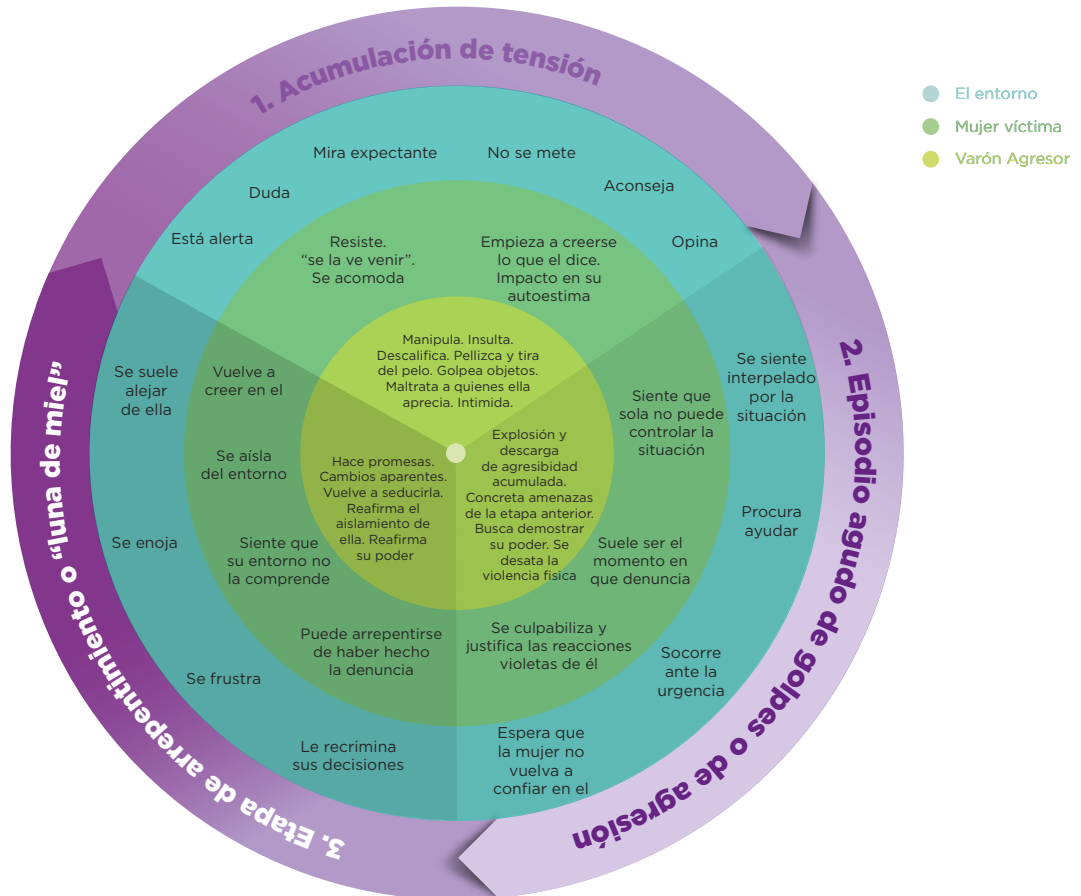 1. Acumulación de tensión
El entorno
Mujer víctima
Varón Agresor
Mira expectante
No se mete
Duda
Aconseja
Está alerta
Opina
Resiste.
“se la ve venir”.
Se acomoda
Empieza a creerse
lo que el dice.
Impacto en su
autoestima
Manipula. Insulta.
Descalifica. Pellizca y tira
del pelo. Golpea objetos.
Maltrata a quienes ella
aprecia. Intimida.
2. Episodio agudo de golpes o de agresión
Se siente
interpelado
por la
situación
Procura
ayudar
Socorre
ante la
urgencia
Espera que
la mujer no
vuelva a
confiar en el
Siente que
sola no puede
controlar la
situación
Suele ser el
momento en
que denuncia
Se culpabiliza y
justifica las reacciones
violetas de él
Explosión y
descarga
de agresibidad
acumulada.
Concreta amenazas
de la etapa anterior.
Busca demostrar
su poder. Se
desata la
violencia física
3. Etapa de arrepentimiento o “luna de miel”
Se suele
alejar
de ella
Se enoja
Se frustra
Le recrimina
sus decisiones
Vuelve a
creer en el
Se aísla
del entorno
Siente que
su entorno no
la comprende
Puede arrepentirse
de haber hecho
la denuncia
Hace promesas.
Cambios aparentes.
Vuelve a seducirla.
Reafirma el
aislamiento de
ella. Reafirma
su poder